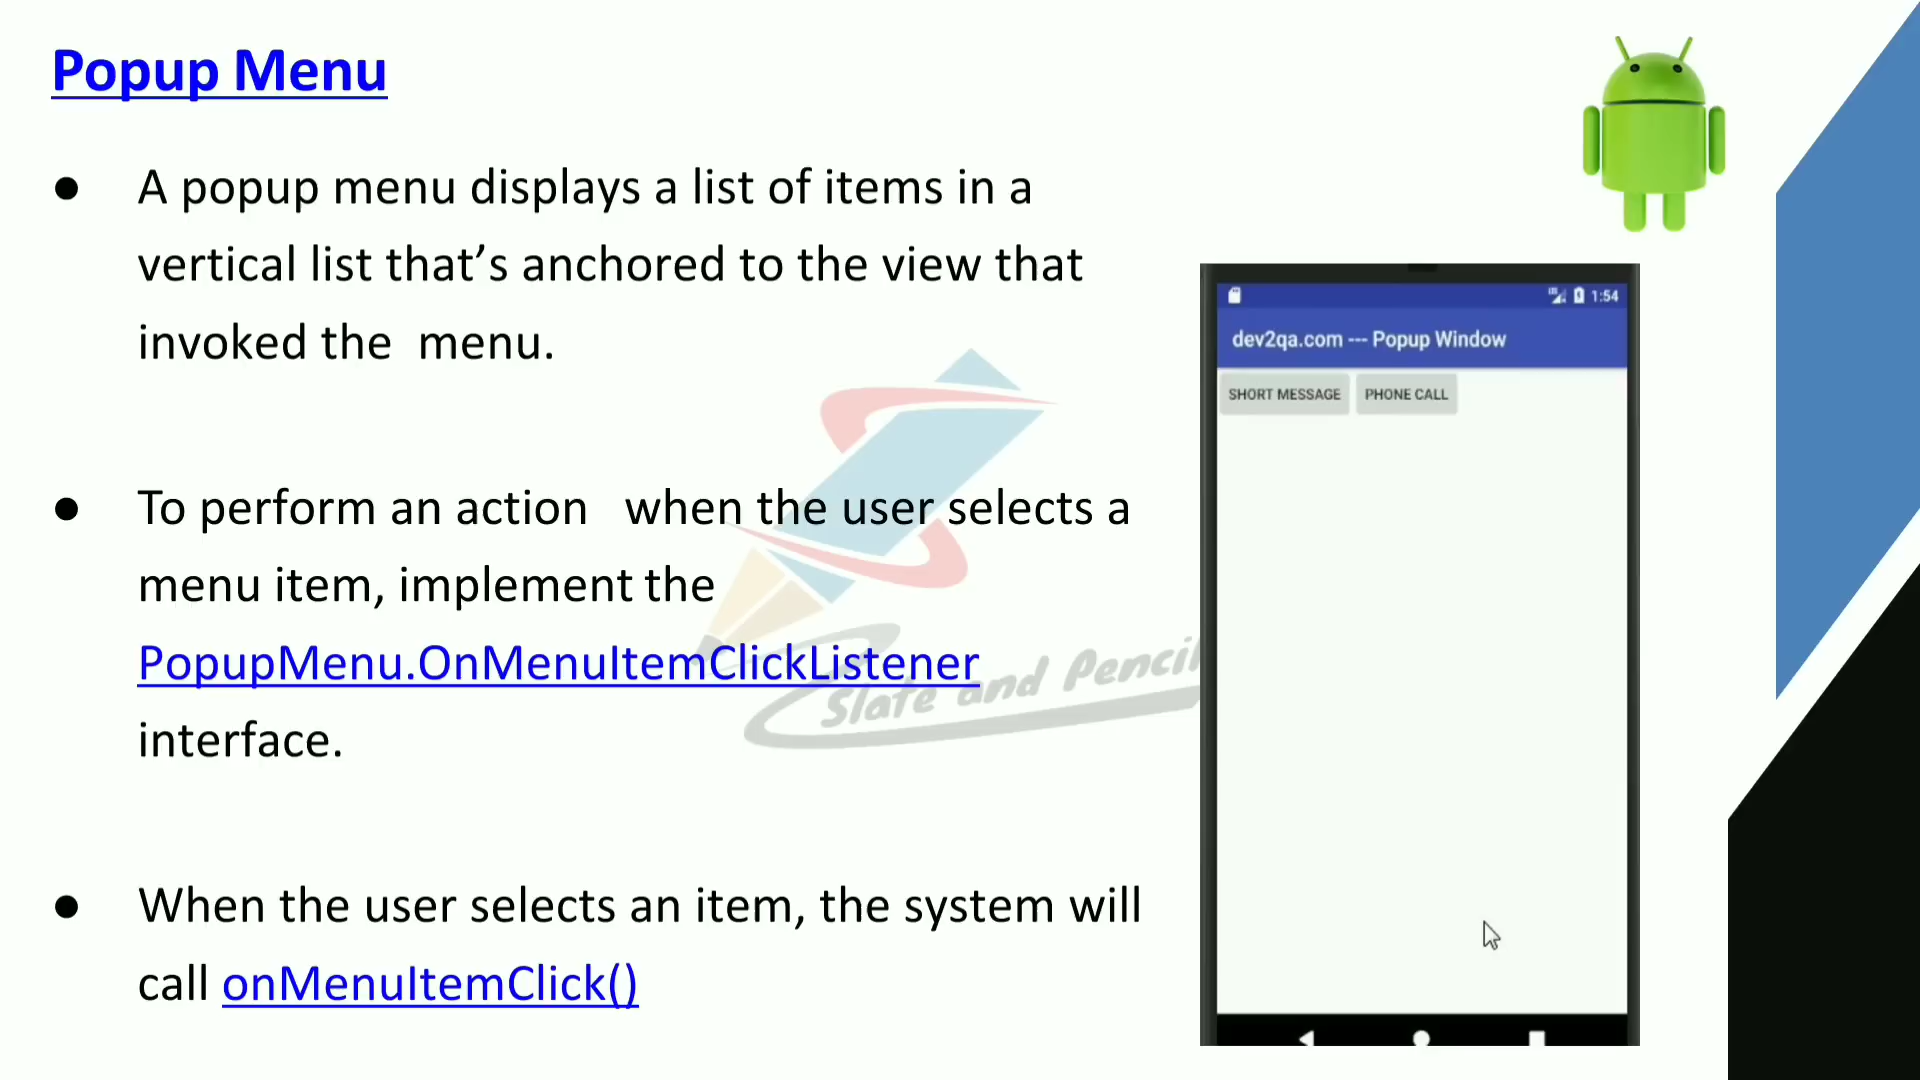 Popup Menu
● A popup menu displays a list of items in a
vertical list that’s anchored to the view that
invoked the menu.
● To perform an action when the user selects a
menu item, implement the
PopupMenu.OnMenuItemClickListener
interface.
● When the user selects an item, the system will
call onMenuItemClick()
Slate and Pencil
1:54
dev2qa.com --- Popup Window
SHORT MESSAGE PHONE CALL